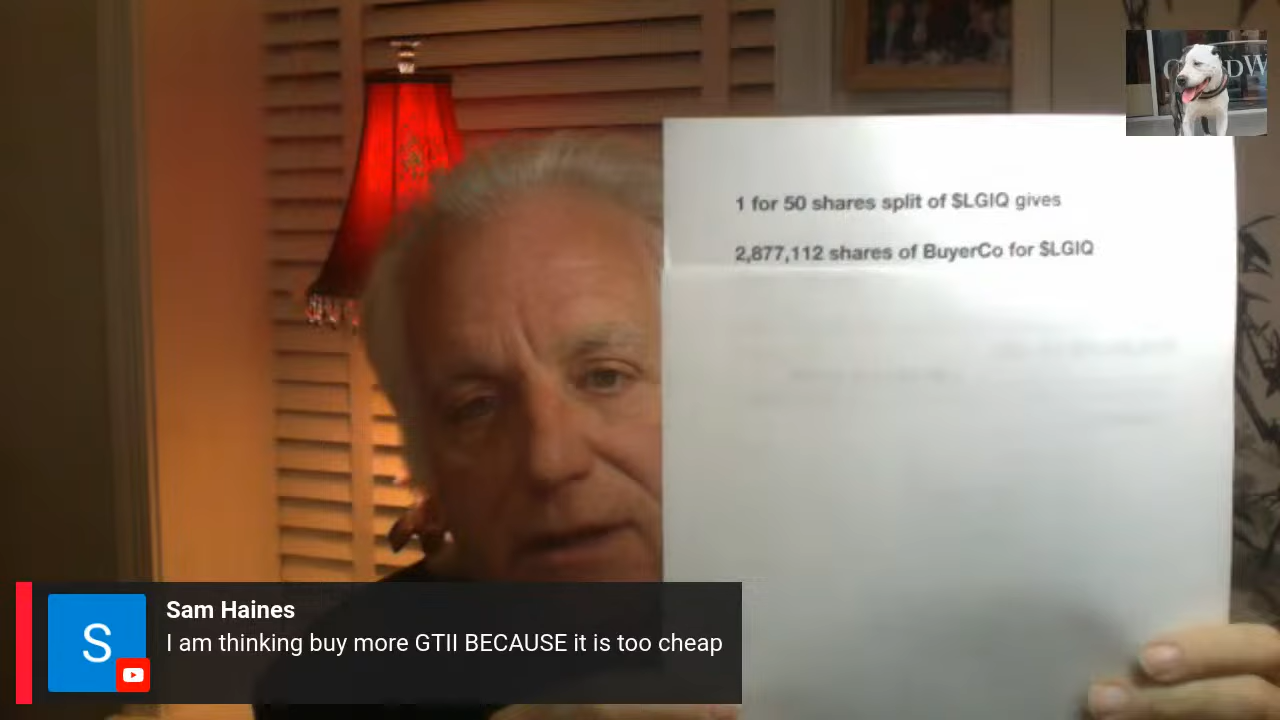 1 for 50 shares split of $LGIQ gives
2,877,112 shares of BuyerCo for $LGIQ
S
Sam Haines
I am thinking buy more GTII BECAUSE it is too cheap